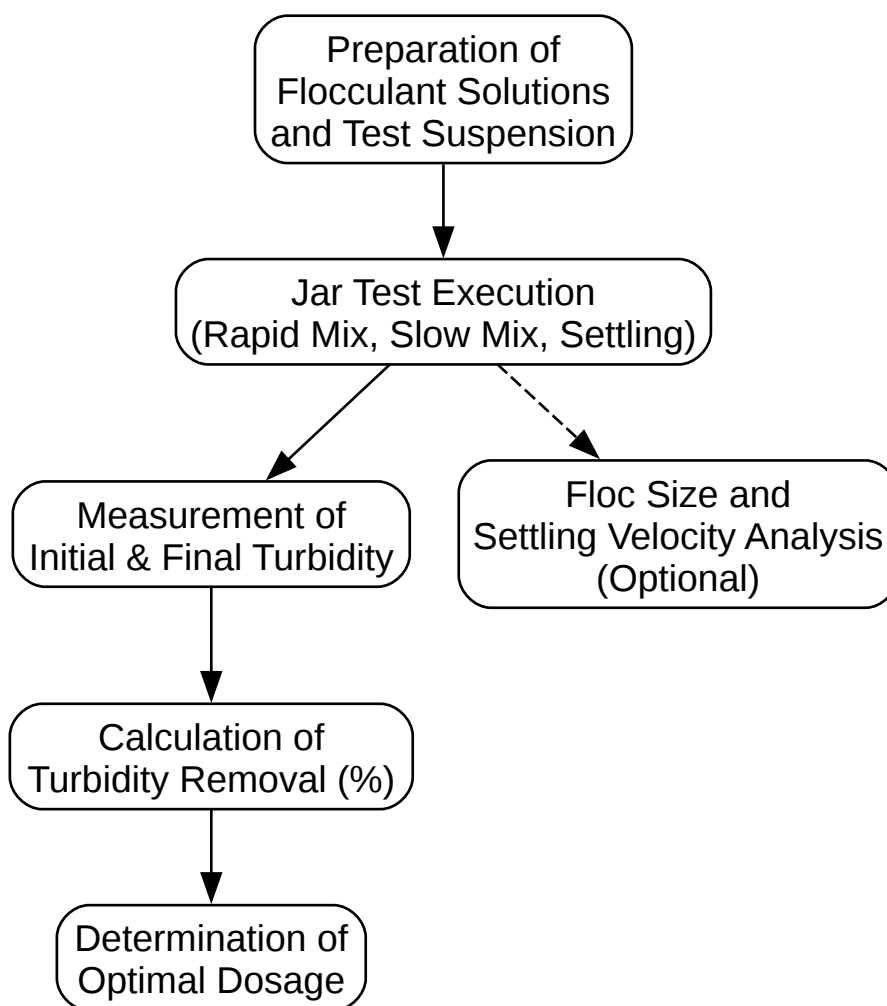 Preparation of
Flocculant Solutions
and Test Suspension
Jar Test Execution
(Rapid Mix, Slow Mix, Settling)
Measurement of
Initial & Final Turbidity
Floc Size and
Settling Velocity Analysis
(Optional)
Calculation of
Turbidity Removal (%)
Determination of
Optimal Dosage